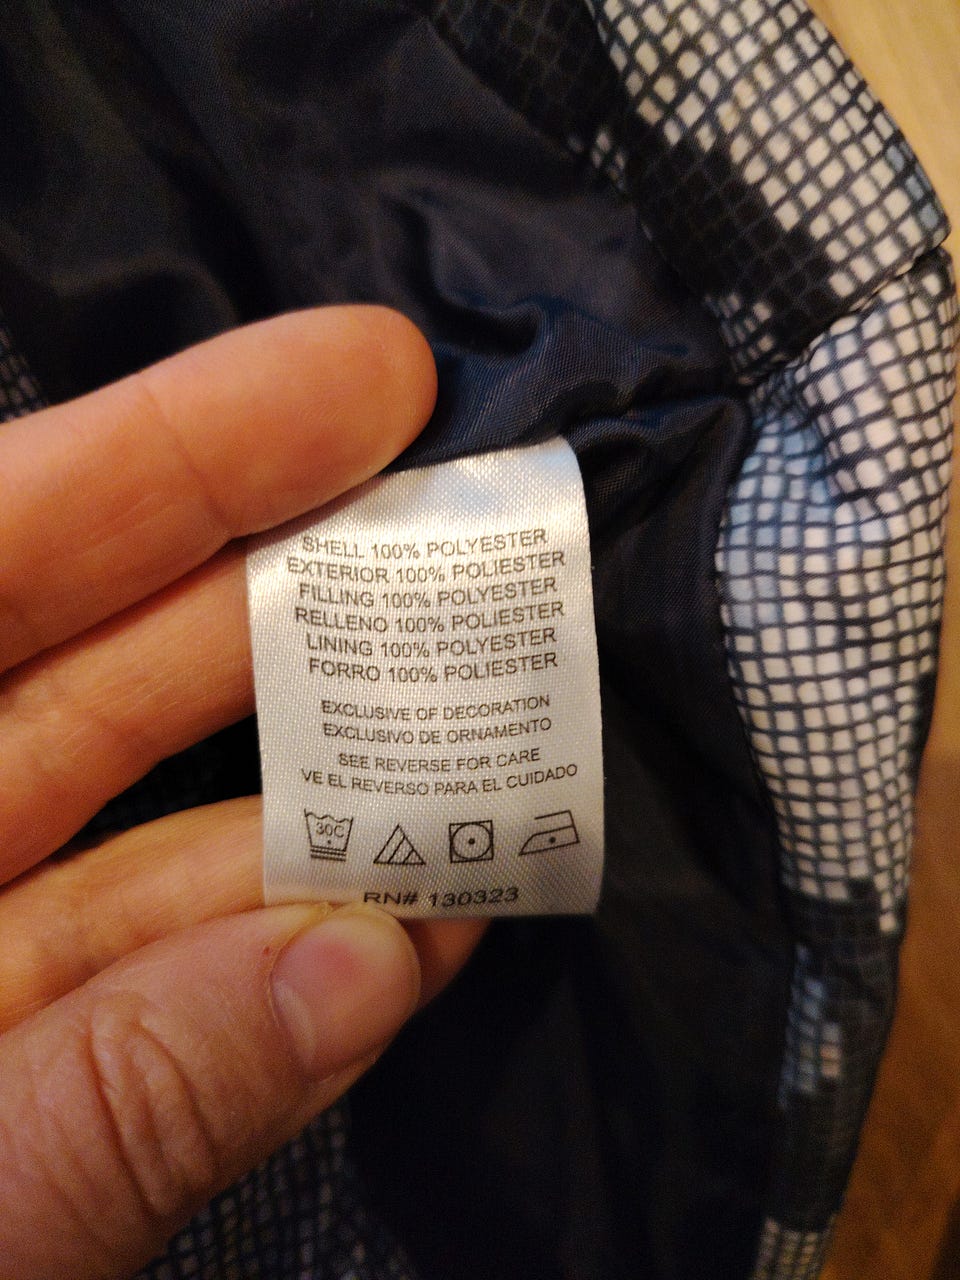 SHELL 100% POLYESTER
EXTERIOR 100% POLIESTER
FILLING 100% POLYESTER
RELLENO 100% POLIESTER
LINING 100% POLYESTER
FORRO 100% POLIESTER
EXCLUSIVE OF DECORATION
EXCLUSIVO DE ORNAMENTO
SEE REVERSE FOR CARE
VE EL REVERSO PARA EL CUIDADO
30C
RN# 130323